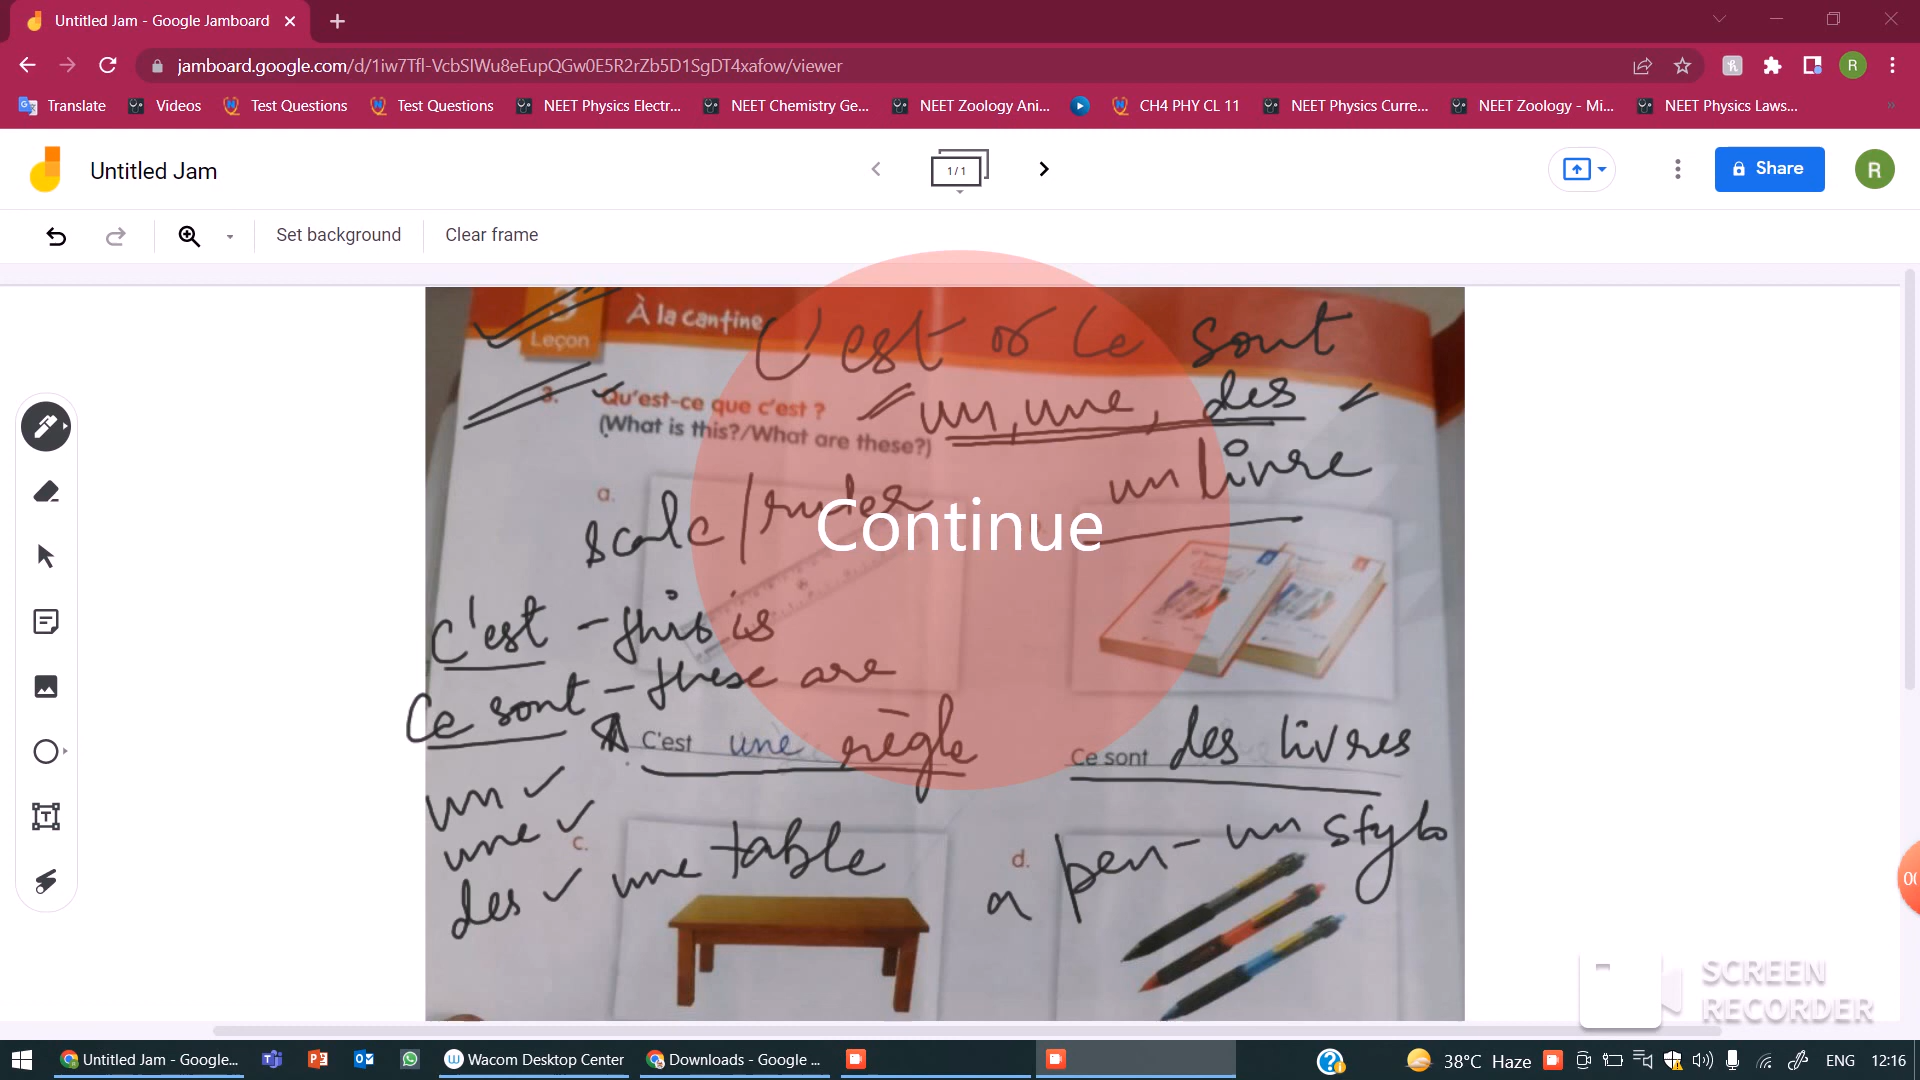 Untitled Jam - Google Jamboard
jamboard.google.com/d/1iw7Tfl-VcbSIWu8eEupQGw0E5R2rZb5D1SgDT4xafow/viewer
R
Translate Videos Test Questions Test Questions NEET Physics Electr... NEET Chemistry Ge... NEET Zoology Ani... CH4 PHY CL 11 NEET Physics Curre... NEET Zoology - Mi... NEET Physics Laws...
Untitled Jam
1 / 1
Share
R
Set background Clear frame
3 À la cantine
Leçon
C'est or Ce sont
3. Qu'est-ce que c'est ?
un, une, des
(What is this?/What are these?)
un livre
a.
scale/ruler
Continue
C'est - this is
Ce sont - these are
C'est une règle
Ce sont des livres
un
une
des
c.
une table
d.
a pen - un stylo
00
SCREEN
RECORDER
Untitled Jam - Google... Wacom Desktop Center Downloads - Google ... 38°C Haze ENG 12:16